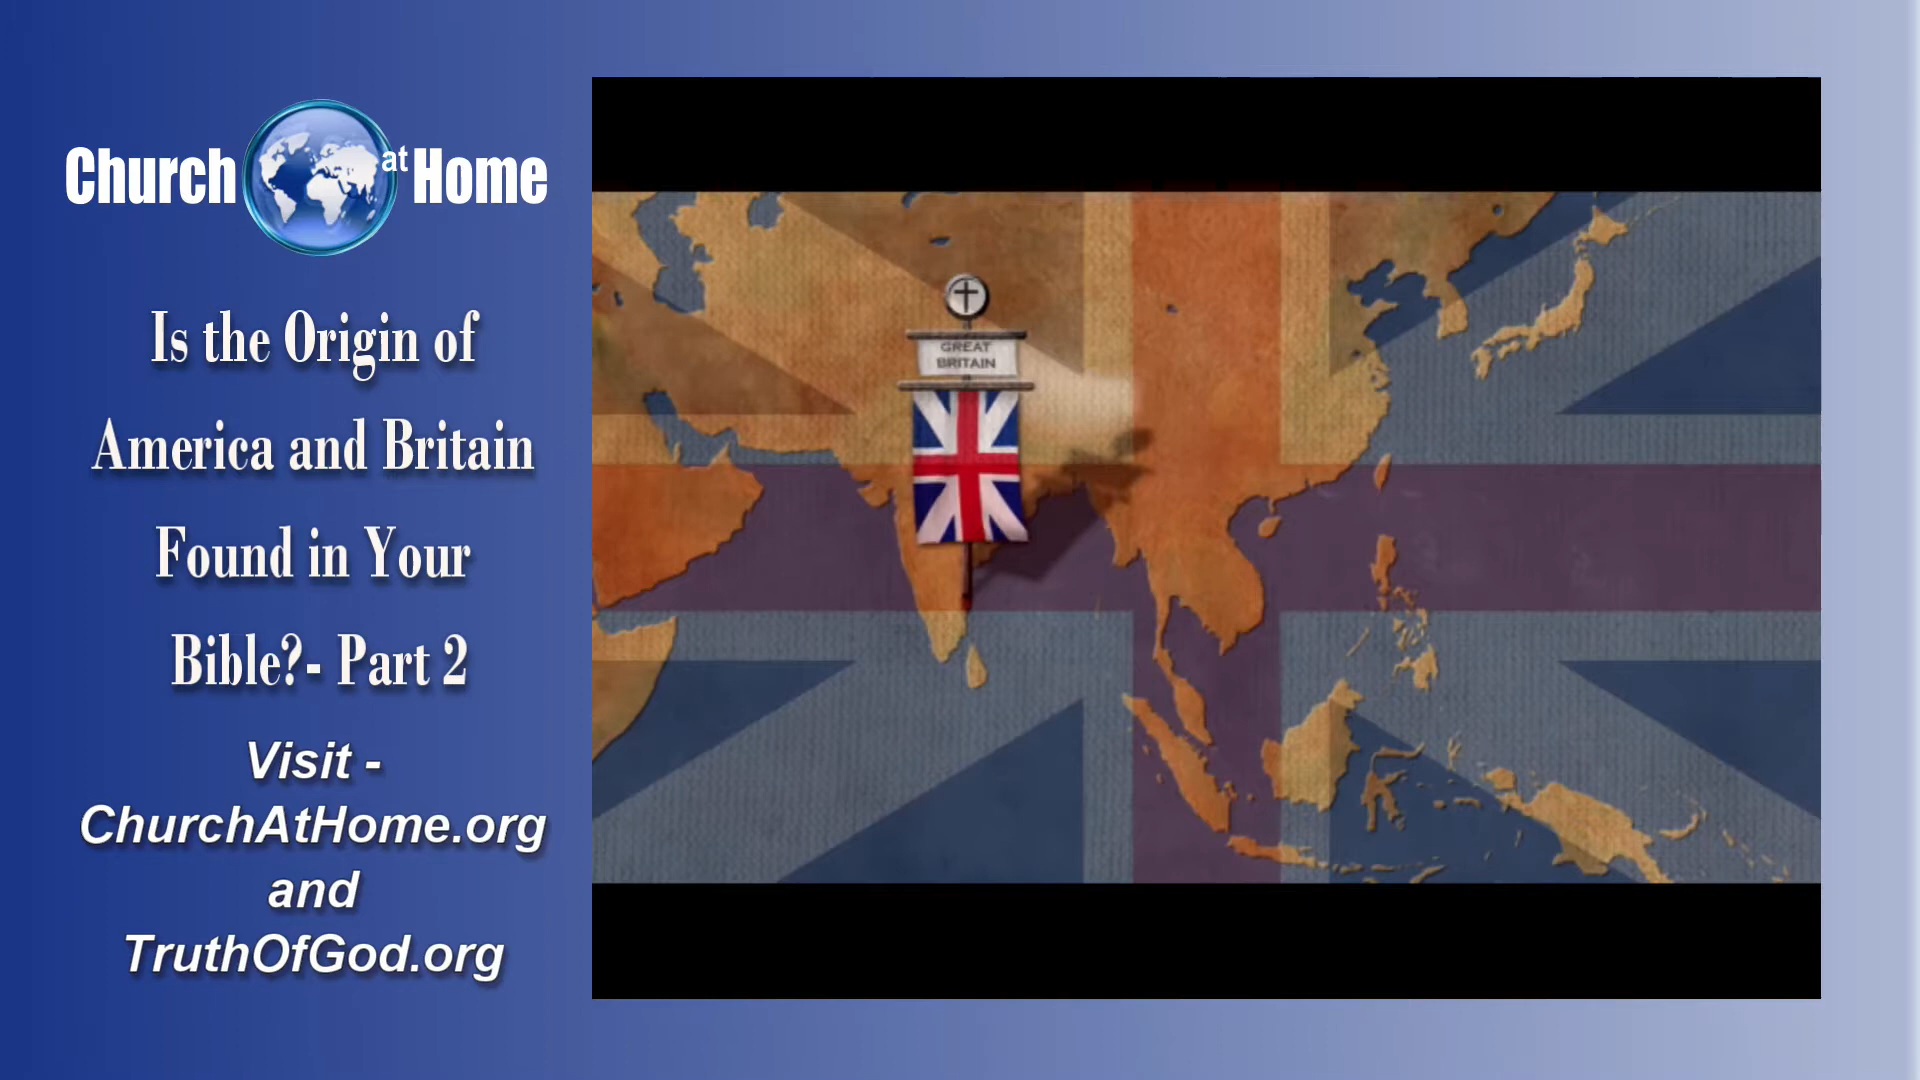 Church at Home
Is the Origin of
America and Britain
Found in Your
Bible?- Part 2
Visit -
ChurchAtHome.org
and
TruthOfGod.org
GREAT
BRITAIN